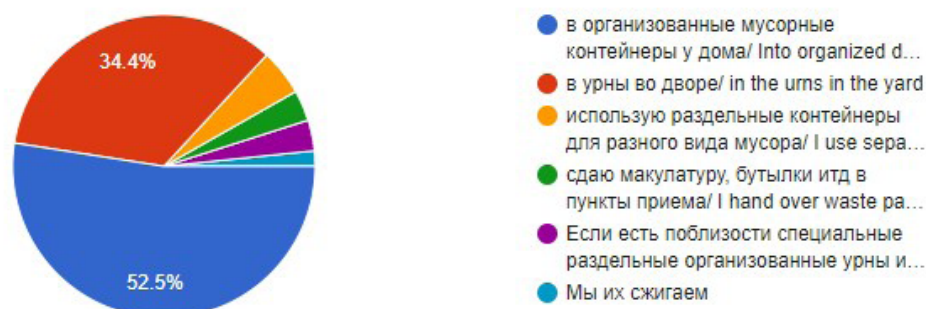 34.4%
52.5%
в организованные мусорные
контейнеры у дома/ Into organized d...
в урны во дворе/ in the urns in the yard
использую раздельные контейнеры
для разного вида мусора/ I use sepa...
сдаю макулатуру, бутылки итд в
пункты приема/ I hand over waste pa...
Если есть поблизости специальные
раздельные организованные урны и...
Мы их сжигаем